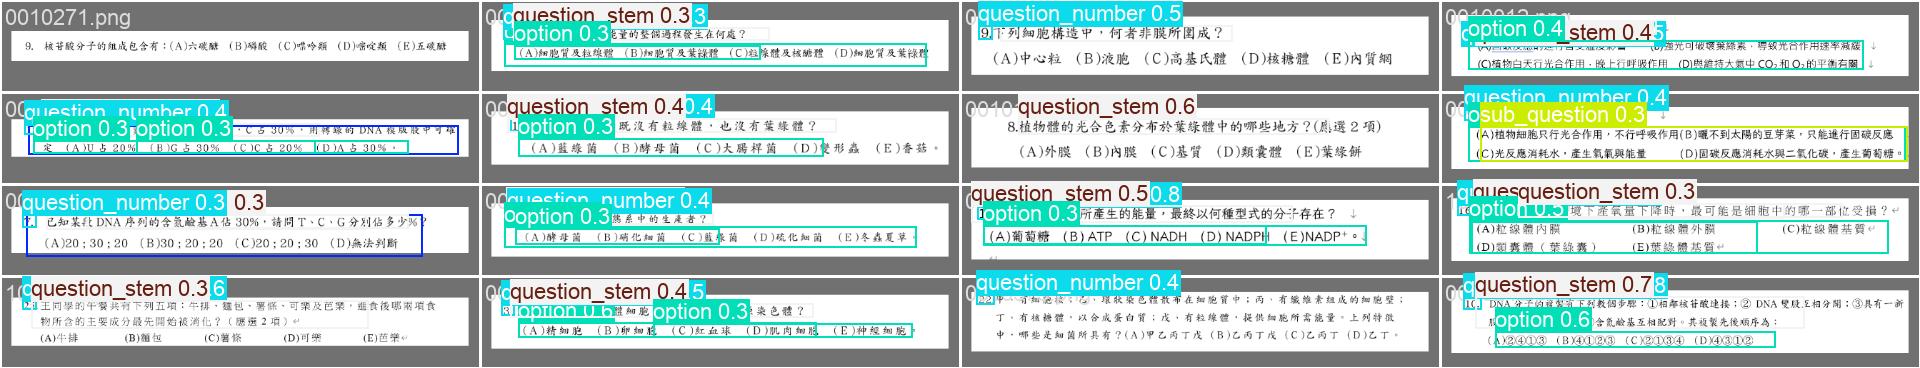 0010271.png
9. 核苷酸分子的組成包含有：(A)六碳醣 (B)磷酸 (C)嘌呤類 (D)嘧啶類 (E)五碳醣
question_stem 0.3
option 0.3
能量的整個過程發生在何處？
(A)細胞質及粒線體 (B)細胞質及葉綠體 (C)粒線體及核醣體 (D)細胞質及葉綠體
question_number 0.5
9.下列細胞構造中，何者非膜所圍成？
(A)中心粒 (B)液胞 (C)高基氏體 (D)核糖體 (E)內質網
option 0.4
_stem 0.4
(B)強光可破壞葉綠素，導致光合作用速率減緩
(C)植物白天行光合作用，晚上行呼吸作用 (D)與維持大氣中 CO2 和 O2 的平衡有關
question_number 0.4
option 0.3 option 0.3
，C 占 30%，則轉錄的 DNA 模版股中可確
定 (A)U 占 20% (B)G 占 30% (C)C 占 20% (D)A 占 30%。
question_stem 0.4 0.4
option 0.3
既沒有粒線體，也沒有葉綠體？
(A)藍綠菌 (B)酵母菌 (C)大腸桿菌 (D)變形蟲 (E)香菇。
question_stem 0.6
8.植物體的光合色素分布於葉綠體中的哪些地方？(應選 2 項)
(A)外膜 (B)內膜 (C)基質 (D)類囊體 (E)葉綠餅
question_number 0.4
sub_question 0.3
(A)植物細胞只行光合作用，不行呼吸作用(B)曬不到太陽的豆芽菜，只能進行固碳反應
(C)光反應消耗水，產生氧氣與能量 (D)固碳反應消耗水與二氧化碳，產生葡萄糖。
question_number 0.3 0.3
7. 已知某段 DNA 序列的含氮鹼基 A 佔 30%，請問 T、C、G 分別佔多少%？
(A)20；30；20 (B)30；20；20 (C)20；20；30 (D)無法判斷
question_number 0.4
option 0.3
態系中的生產者？
(A)酵母菌 (B)硝化細菌 (C)藍綠菌 (D)硫化細菌 (E)冬蟲夏草。
question_stem 0.5 0.8
option 0.3
所產生的能量，最終以何種型式的分子存在？
(A)葡萄糖 (B) ATP (C) NADH (D) NADPH (E)NADP+。
question_stem 0.3
option 0.5
境下產氧量下降時，最可能是細胞中的哪一部位受損？
(A)粒線體內膜 (B)粒線體外膜 (C)粒線體基質
(D)類囊體（葉綠囊） (E)葉綠體基質
question_stem 0.3 6
王同學的午餐共有下列五項：牛排、麵包、薯條、可樂及芭樂，進食後哪兩項食
物所含的主要成分最先開始被消化？（應選 2 項）
(A)牛排 (B)麵包 (C)薯條 (D)可樂 (E)芭樂
question_stem 0.4 5
option 0.3
體細胞
染色體？
(A)精細胞 (B)卵細胞 (C)紅血球 (D)肌肉細胞 (E)神經細胞
question_number 0.4
22.甲、有細胞核；乙、環狀染色體散布在細胞質中；丙、有纖維素組成的細胞壁；
丁、有核糖體，以合成蛋白質；戊、有粒線體，提供細胞所需能量。上列特徵
中，哪些是細菌所具有？(A)甲乙丙丁戊 (B)乙丙丁戊 (C)乙丙丁 (D)乙丁。
question_stem 0.7 8
option 0.6
DNA 分子的複製有下列數個步驟：①相鄰核苷酸連接；② DNA 雙股互相分開；③具有一新
含氮鹼基互相配對。其複製先後順序為：
(A)②④①③ (B)④①②③ (C)②①③④ (D)④③①②